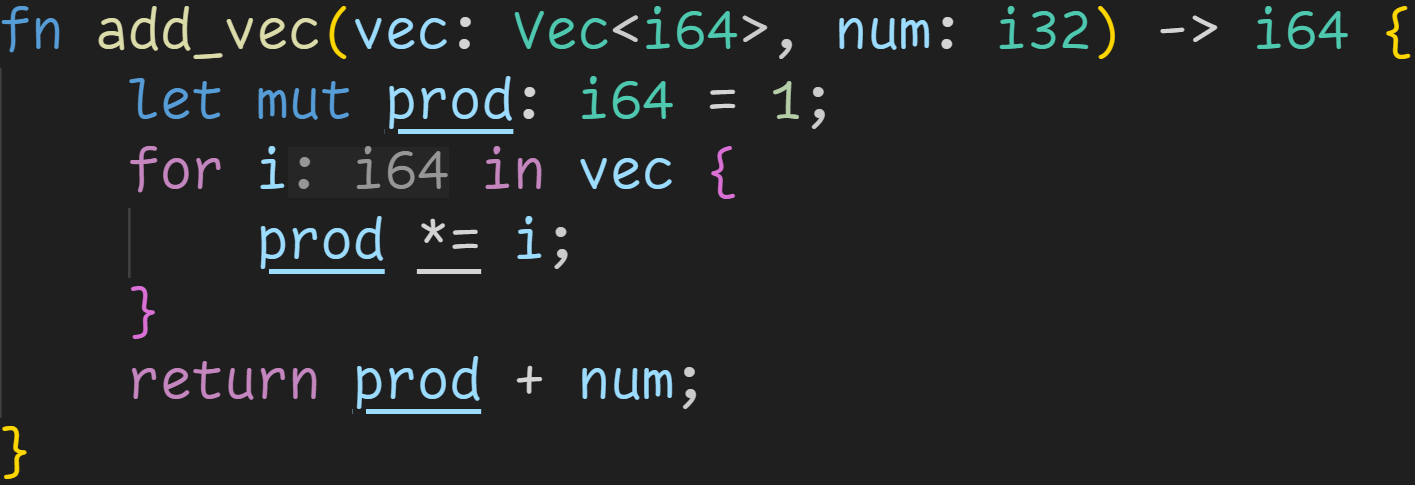 fn add_vec(vec: Vec<i64>, num: i32) -> i64 {
    let mut prod: i64 = 1;
    for i: i64 in vec {
        prod *= i;
    }
    return prod + num;
}